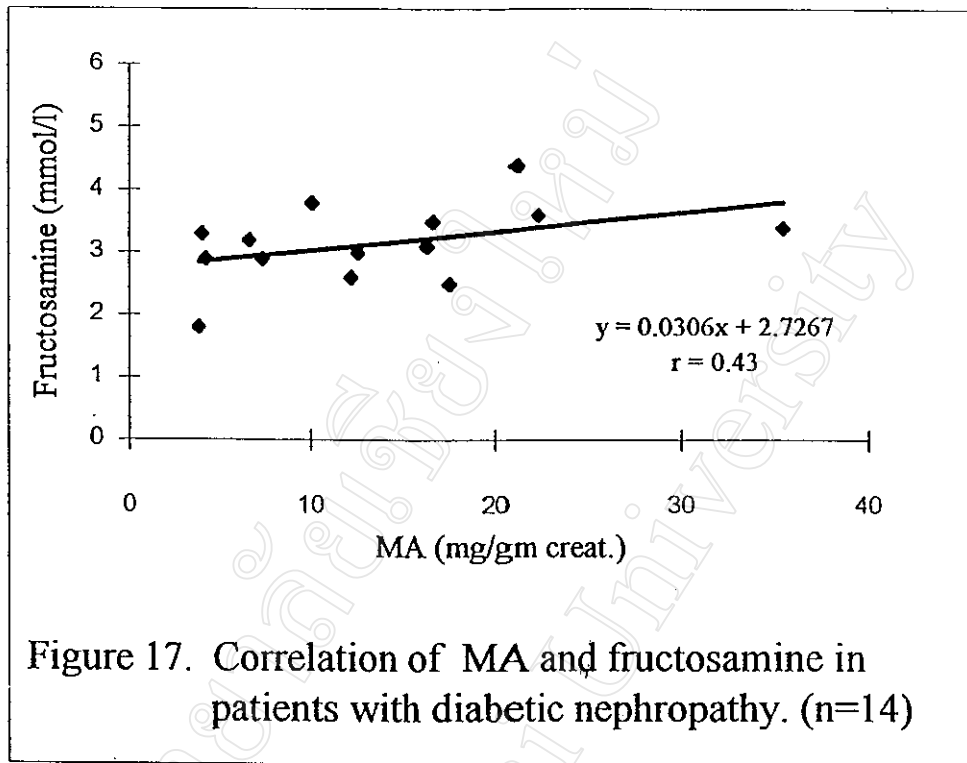 6
5
4
3
2
1
0
Fructosamine (mmol/l)
y = 0.0306x + 2.7267
r = 0.43
0 10 20 30 40
MA (mg/gm creat.)
Figure 17. Correlation of MA and fructosamine in
patients with diabetic nephropathy. (n=14)
University